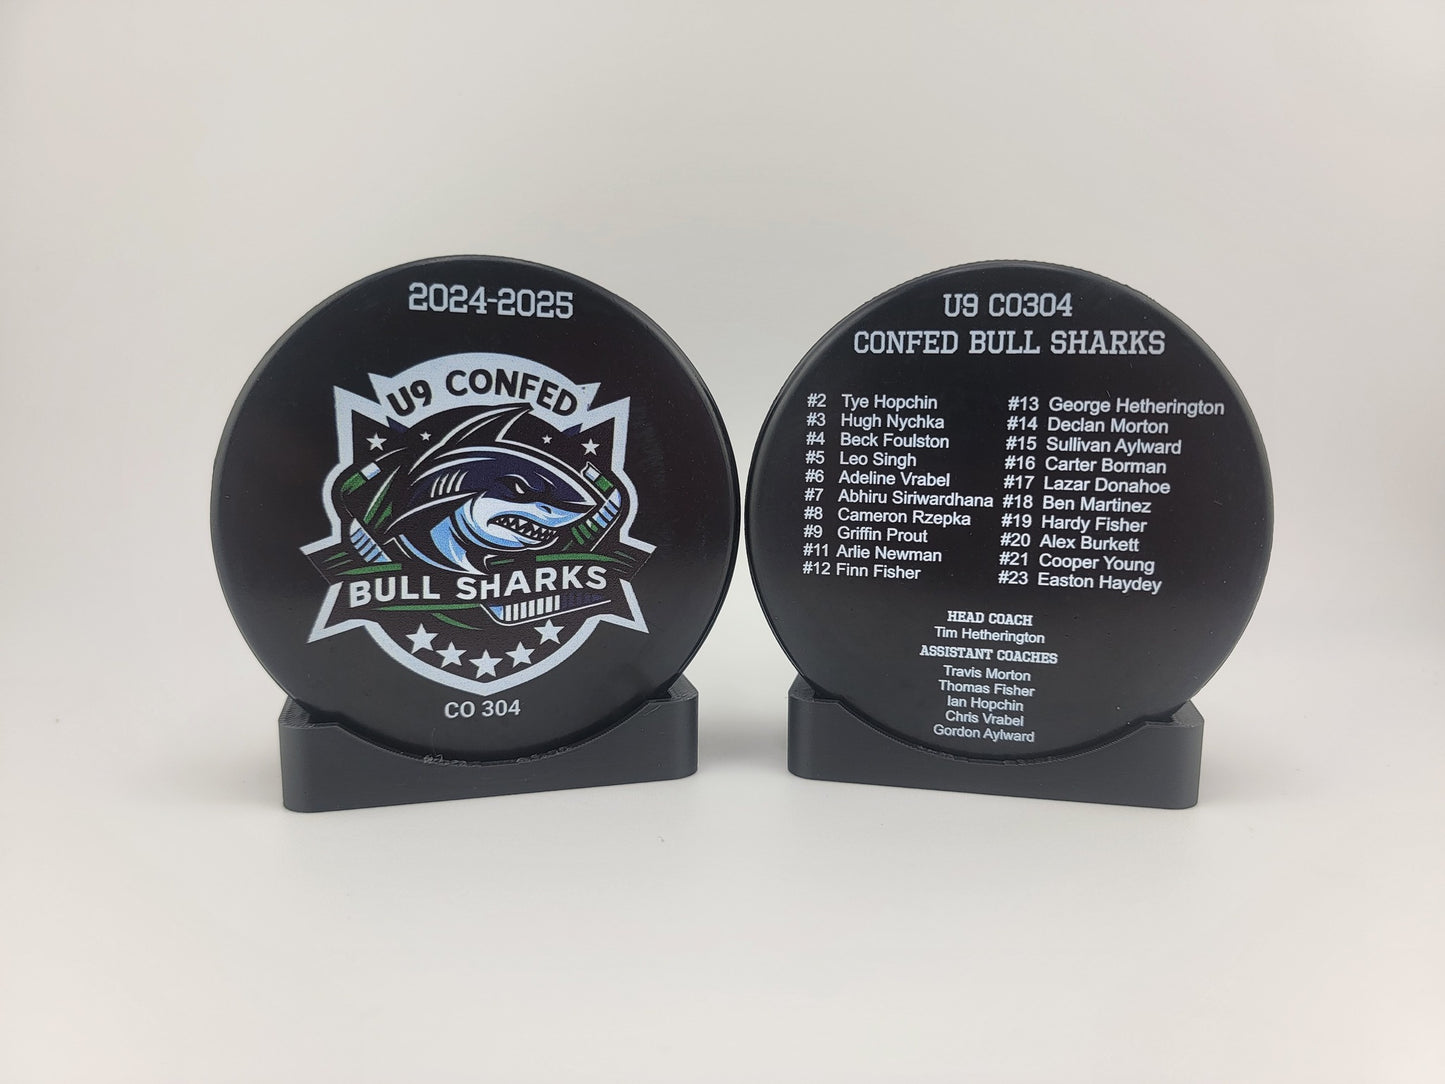 2024-2025
U9 CONFED
BULL SHARKS
CO 304
U9 CO304
CONFED BULL SHARKS
#2 Tye Hopchin
#3 Hugh Nychka
#4 Beck Foulston
#5 Leo Singh
#6 Adeline Vrabel
#7 Abhiru Siriwardhana
#8 Cameron Rzepka
#9 Griffin Prout
#11 Arlie Newman
#12 Finn Fisher
#13 George Hetherington
#14 Declan Morton
#15 Sullivan Aylward
#16 Carter Borman
#17 Lazar Donahoe
#18 Ben Martinez
#19 Hardy Fisher
#20 Alex Burkett
#21 Cooper Young
#23 Easton Haydey
HEAD COACH
Tim Hetherington
ASSISTANT COACHES
Travis Morton
Thomas Fisher
Ian Hopchin
Chris Vrabel
Gordon Aylward